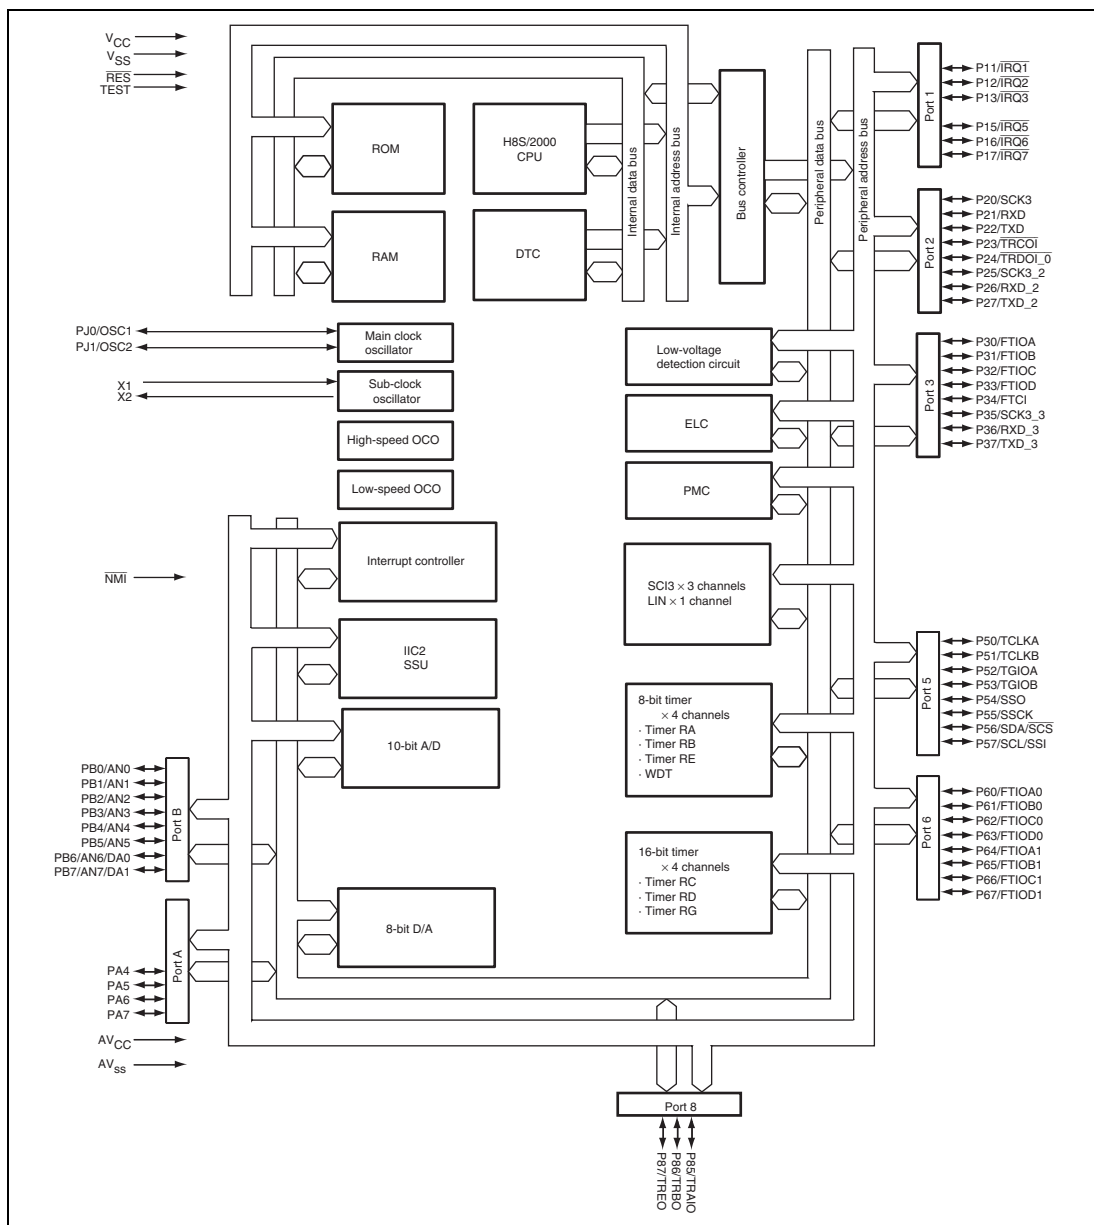 VCC
VSS
RES
TEST
ROM
H8S/2000
CPU
RAM
DTC
Internal data bus
Internal address bus
Bus controller
Peripheral data bus
Peripheral address bus
Port 1
P11/IRQ1
P12/IRQ2
P13/IRQ3
P15/IRQ5
P16/IRQ6
P17/IRQ7
Port 2
P20/SCK3
P21/RXD
P22/TXD
P23/TRCOI
P24/TRDOI_0
P25/SCK3_2
P26/RXD_2
P27/TXD_2
PJ0/OSC1
PJ1/OSC2
Main clock
oscillator
X1
X2
Sub-clock
oscillator
High-speed OCO
Low-speed OCO
Low-voltage
detection circuit
ELC
PMC
Port 3
P30/FTIOA
P31/FTIOB
P32/FTIOC
P33/FTIOD
P34/FTCI
P35/SCK3_3
P36/RXD_3
P37/TXD_3
NMI
Interrupt controller
SCI3 × 3 channels
LIN × 1 channel
IIC2
SSU
Port 5
P50/TCLKA
P51/TCLKB
P52/TGIOA
P53/TGIOB
P54/SSO
P55/SSCK
P56/SDA/SCS
P57/SCL/SSI
10-bit A/D
8-bit timer
× 4 channels
· Timer RA
· Timer RB
· Timer RE
· WDT
PB0/AN0
PB1/AN1
PB2/AN2
PB3/AN3
PB4/AN4
PB5/AN5
PB6/AN6/DA0
PB7/AN7/DA1
Port B
Port 6
P60/FTIOA0
P61/FTIOB0
P62/FTIOC0
P63/FTIOD0
P64/FTIOA1
P65/FTIOB1
P66/FTIOC1
P67/FTIOD1
16-bit timer
× 4 channels
· Timer RC
· Timer RD
· Timer RG
8-bit D/A
Port A
PA4
PA5
PA6
PA7
AVCC
AVss
Port 8
P87/TREO
P86/TRBO
P85/TRAIO